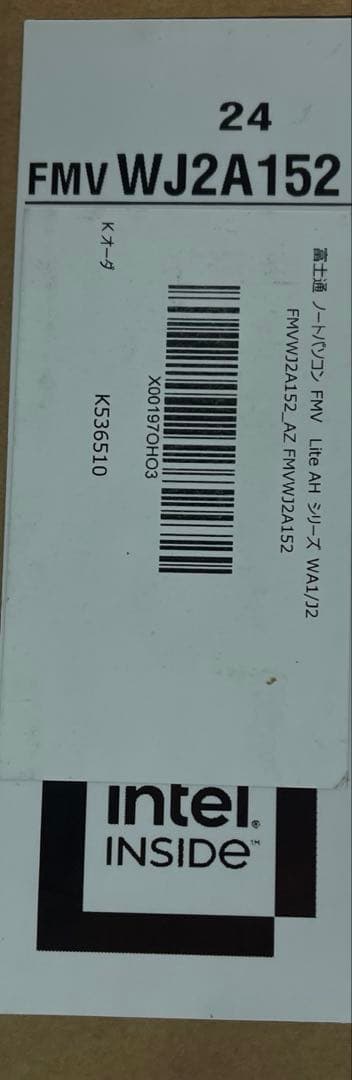 24
FMV WJ2A152
富士通 ノートパソコン FMV Lite AH シリーズ WA1/J2
FMVWJ2A152_AZ FMVWJ2A152
X00197OHO3
Kオーダ K536510
intel®
INSIDE™